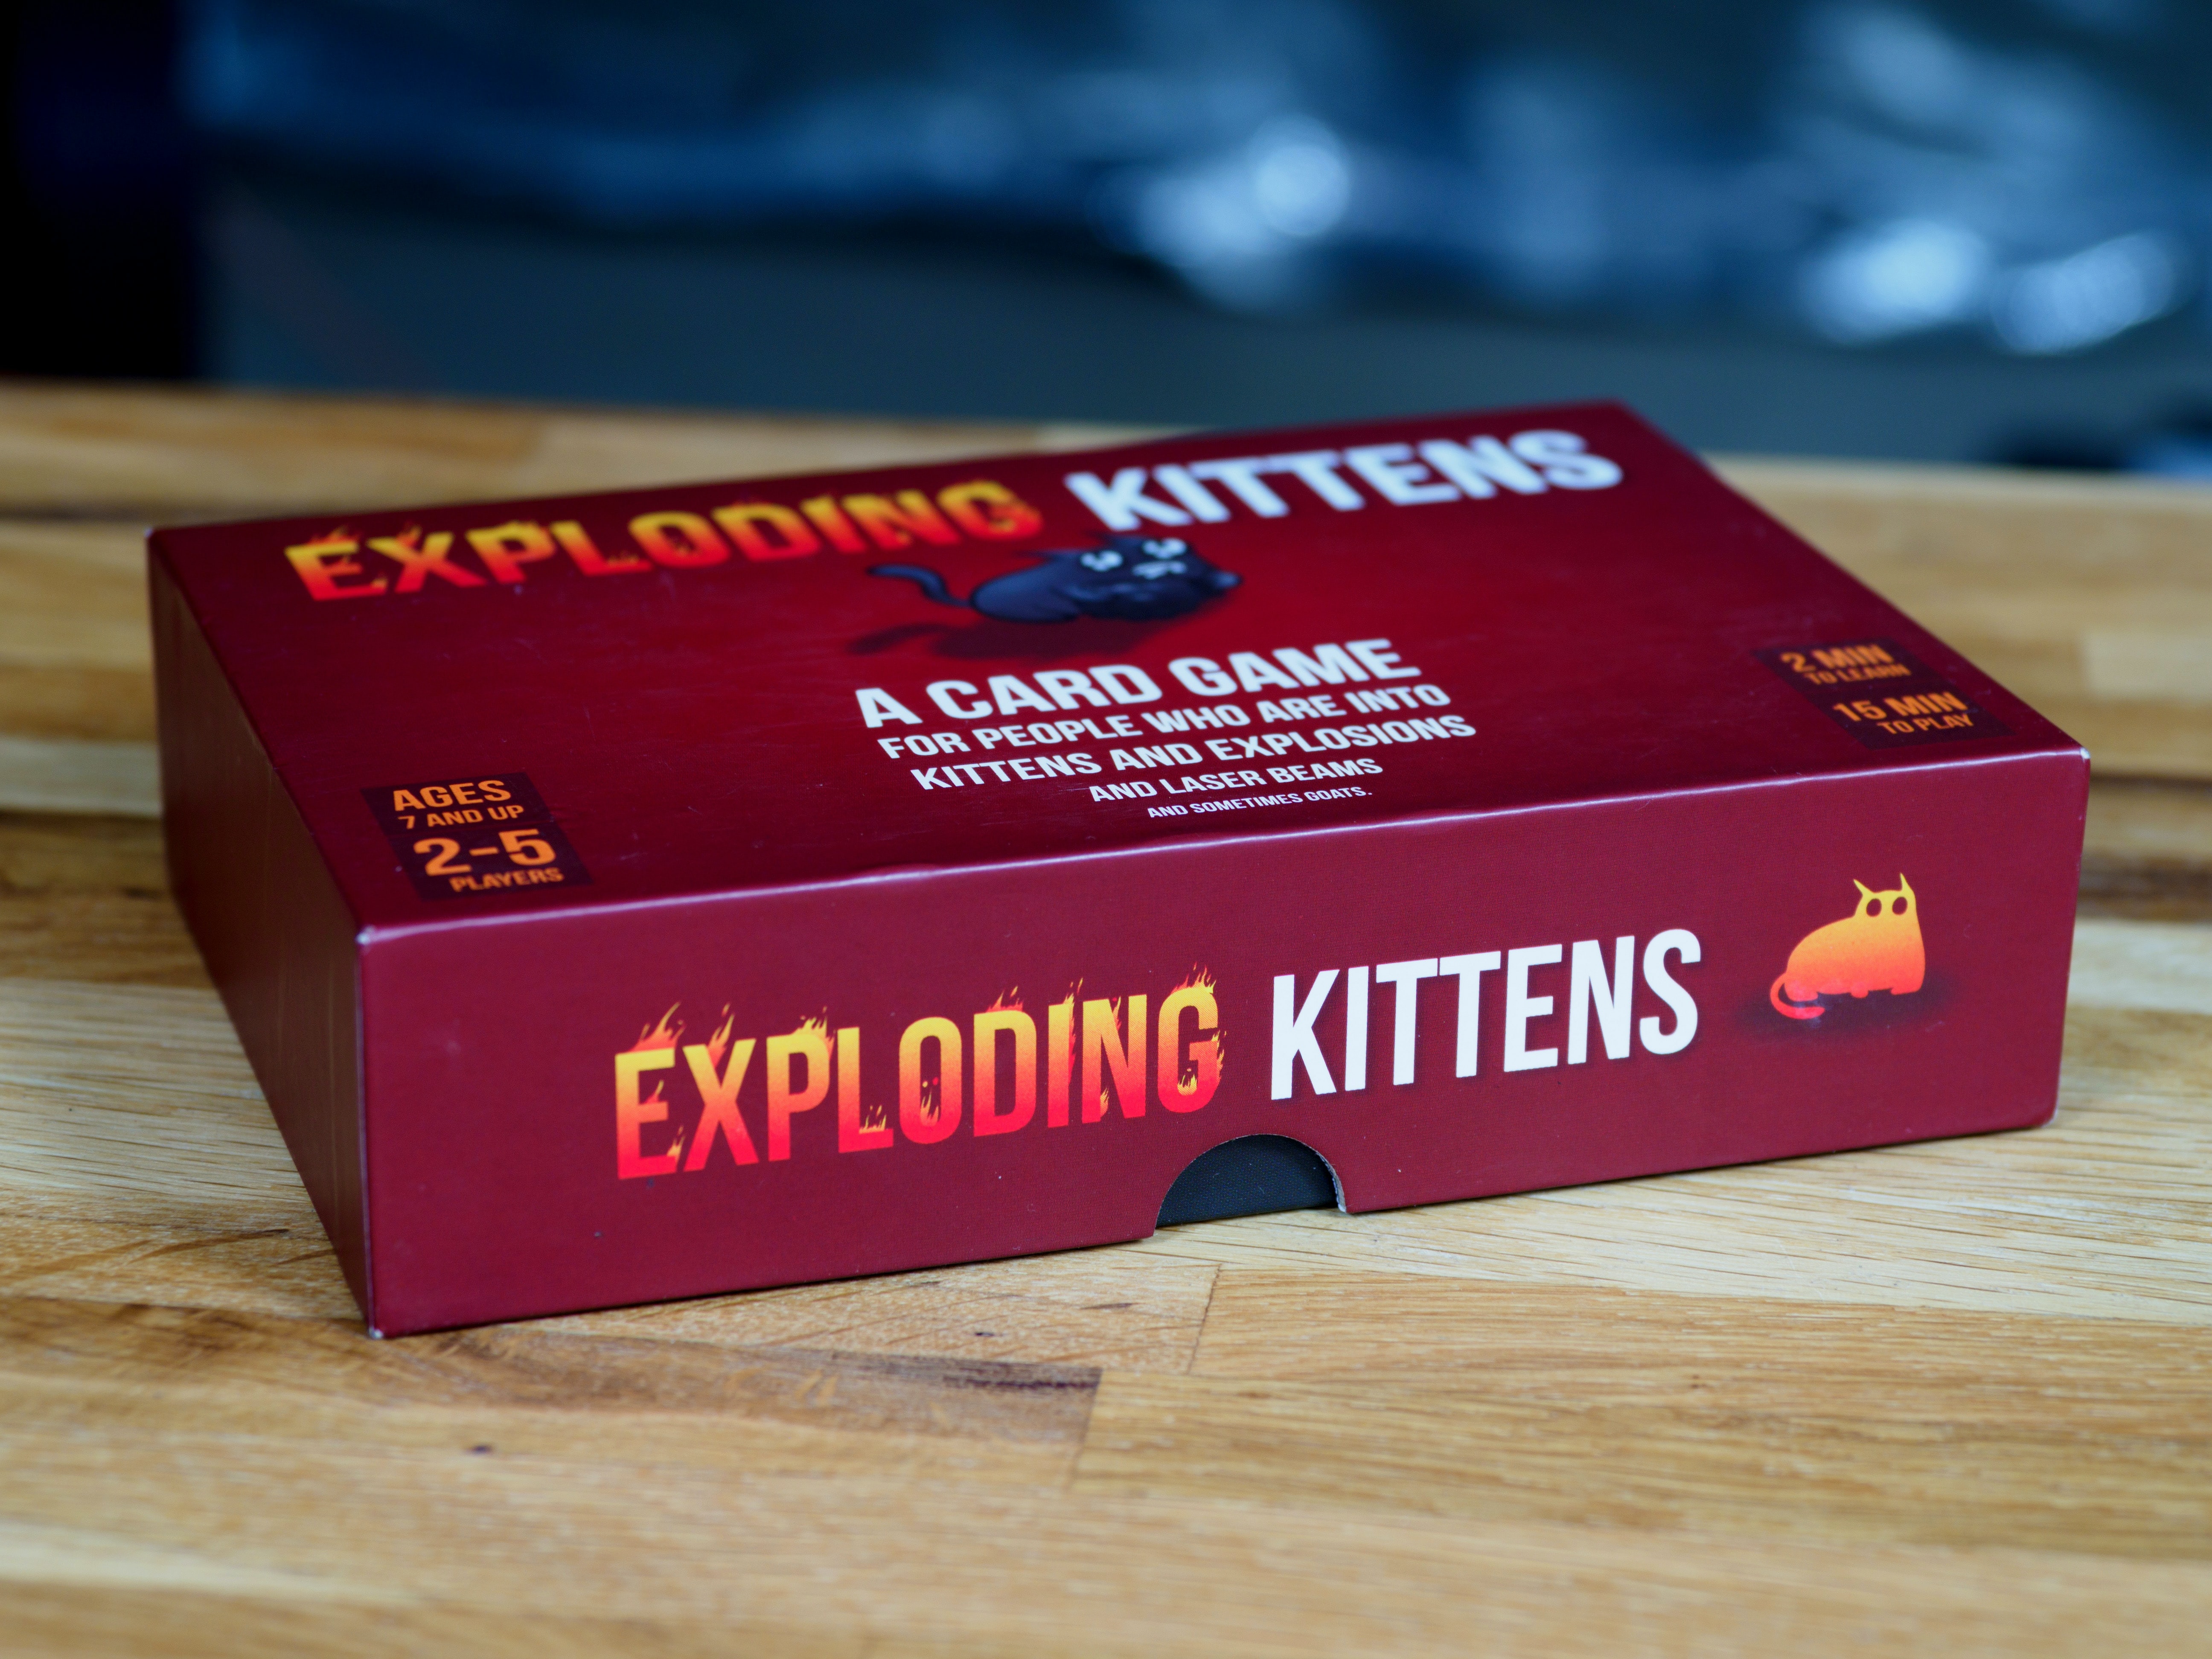 EXPLODING KITTENS
A CARD GAME
FOR PEOPLE WHO ARE INTO
KITTENS AND EXPLOSIONS
AND LASER BEAMS
AND SOMETIMES GOATS.
2 MIN
TO LEARN
15 MIN
TO PLAY
AGES
7 AND UP
2-5
PLAYERS
EXPLODING KITTENS